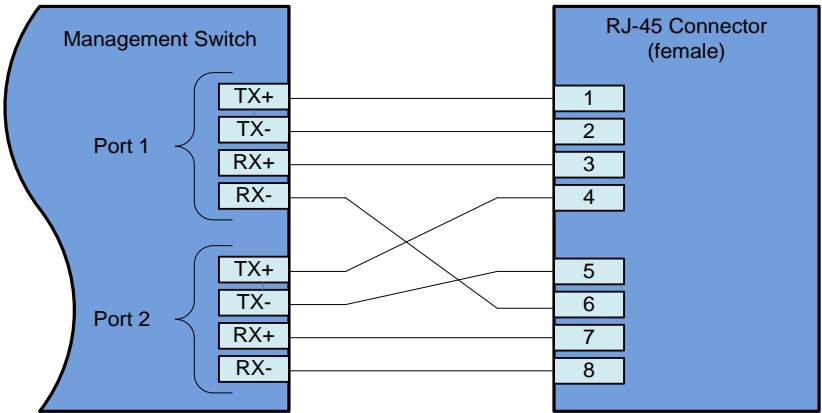 Management Switch
Port 1
TX+
TX-
RX+
RX-
Port 2
TX+
TX-
RX+
RX-
RJ-45 Connector
(female)
1
2
3
4
5
6
7
8